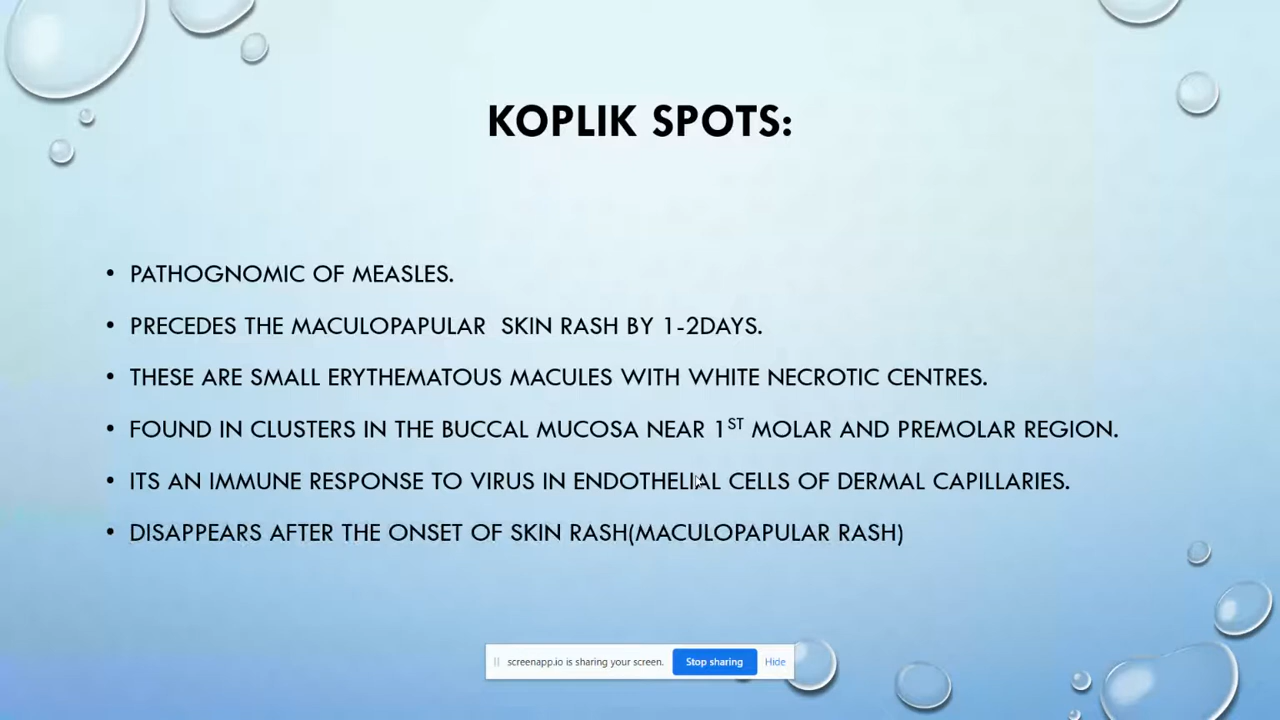 KOPLIK SPOTS:
• PATHOGNOMIC OF MEASLES.
• PRECEDES THE MACULOPAPULAR SKIN RASH BY 1-2DAYS.
• THESE ARE SMALL ERYTHEMATOUS MACULES WITH WHITE NECROTIC CENTRES.
• FOUND IN CLUSTERS IN THE BUCCAL MUCOSA NEAR 1ST MOLAR AND PREMOLAR REGION.
• ITS AN IMMUNE RESPONSE TO VIRUS IN ENDOTHELIAL CELLS OF DERMAL CAPILLARIES.
• DISAPPEARS AFTER THE ONSET OF SKIN RASH(MACULOPAPULAR RASH)
screenapp.io is sharing your screen. Stop sharing Hide